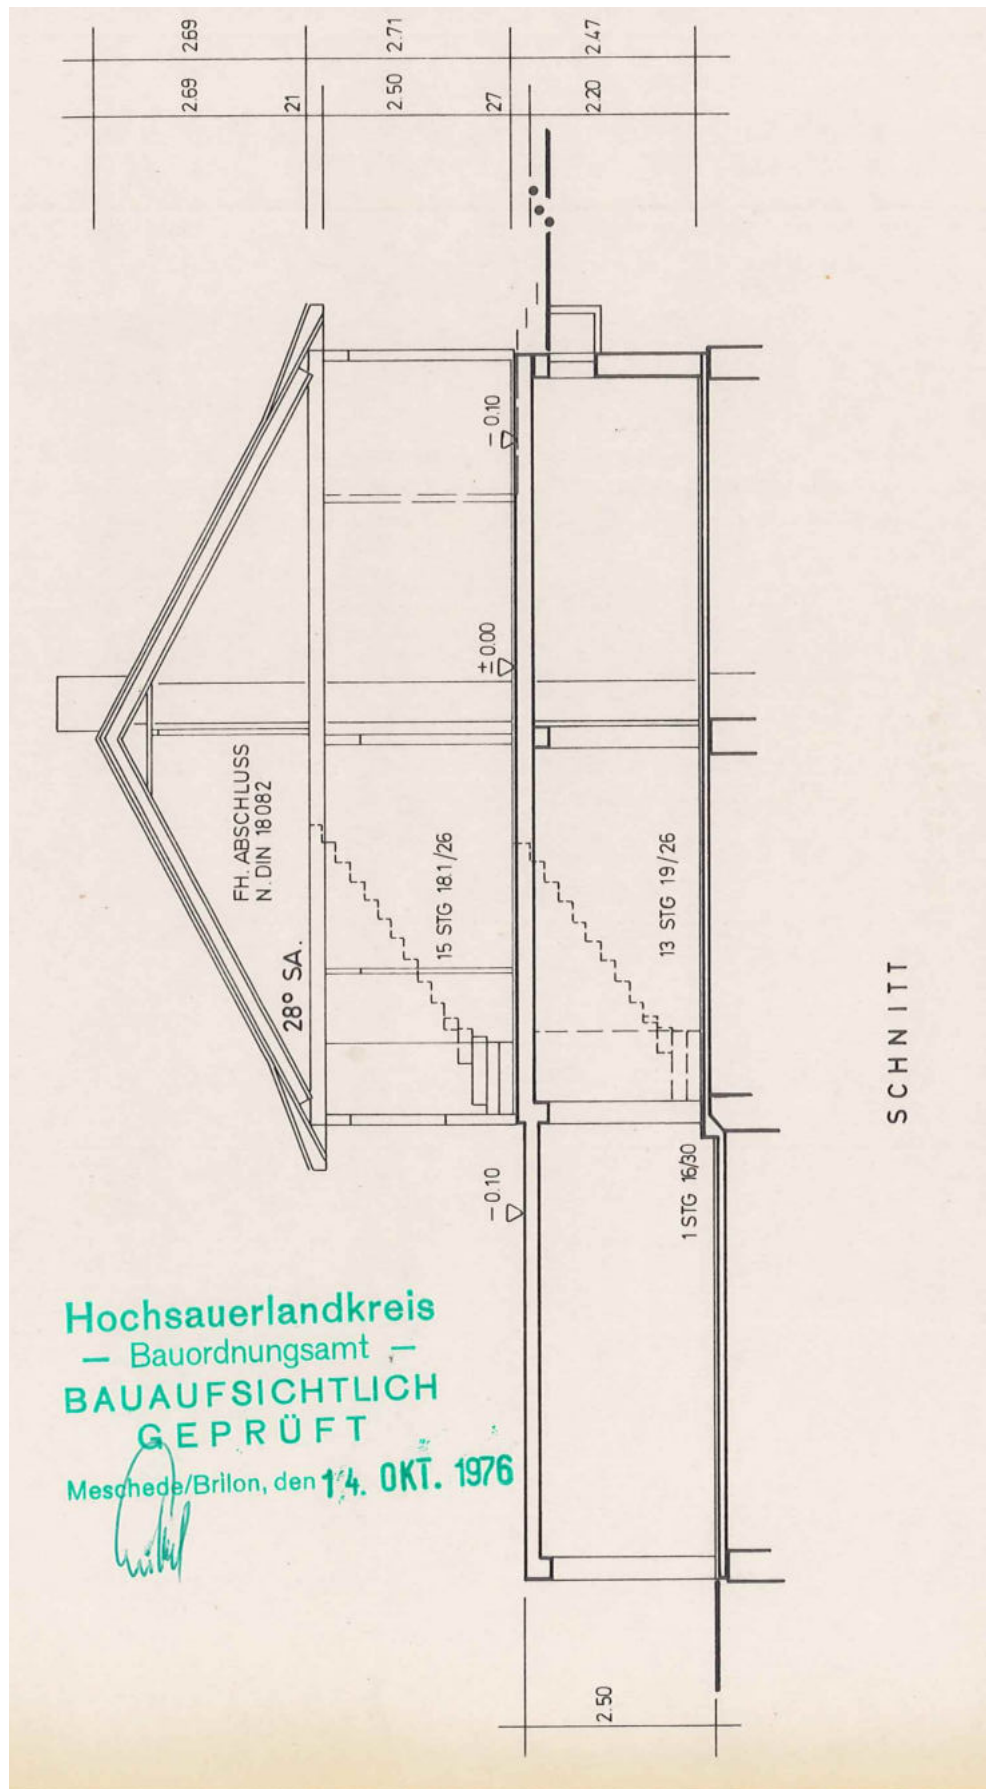 2.69
2.71
2.47
2.69
21
2.50
27
2.20
-0.10
±0.00
FH. ABSCHLUSS
N. DIN 18082
28° SA.
15 STG 18.1/26
13 STG 19/26
-0.10
1 STG 16/30
2.50
SCHNITT
Hochsauerlandkreis
— Bauordnungsamt —
BAUAUFSICHTLICH
GEPRÜFT
Meschede/Brilon, den 14. OKT. 1976